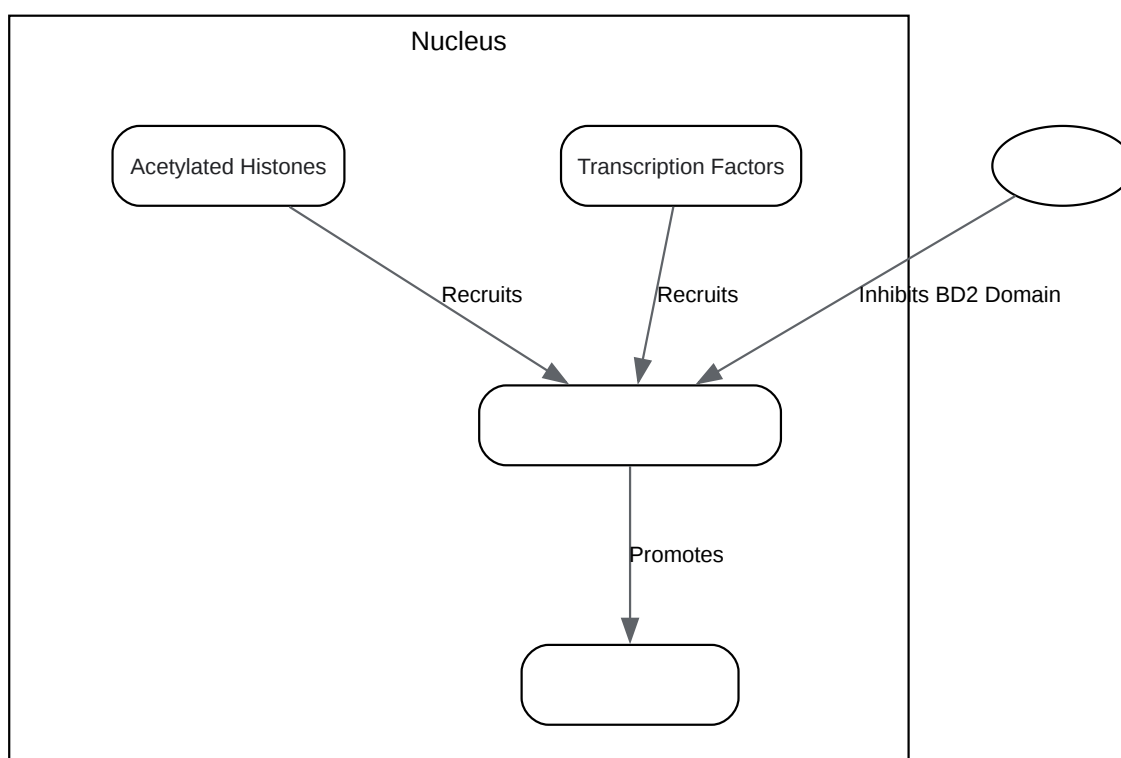 Nucleus
Acetylated Histones
Transcription Factors
Recruits
Recruits
Inhibits BD2 Domain
Promotes